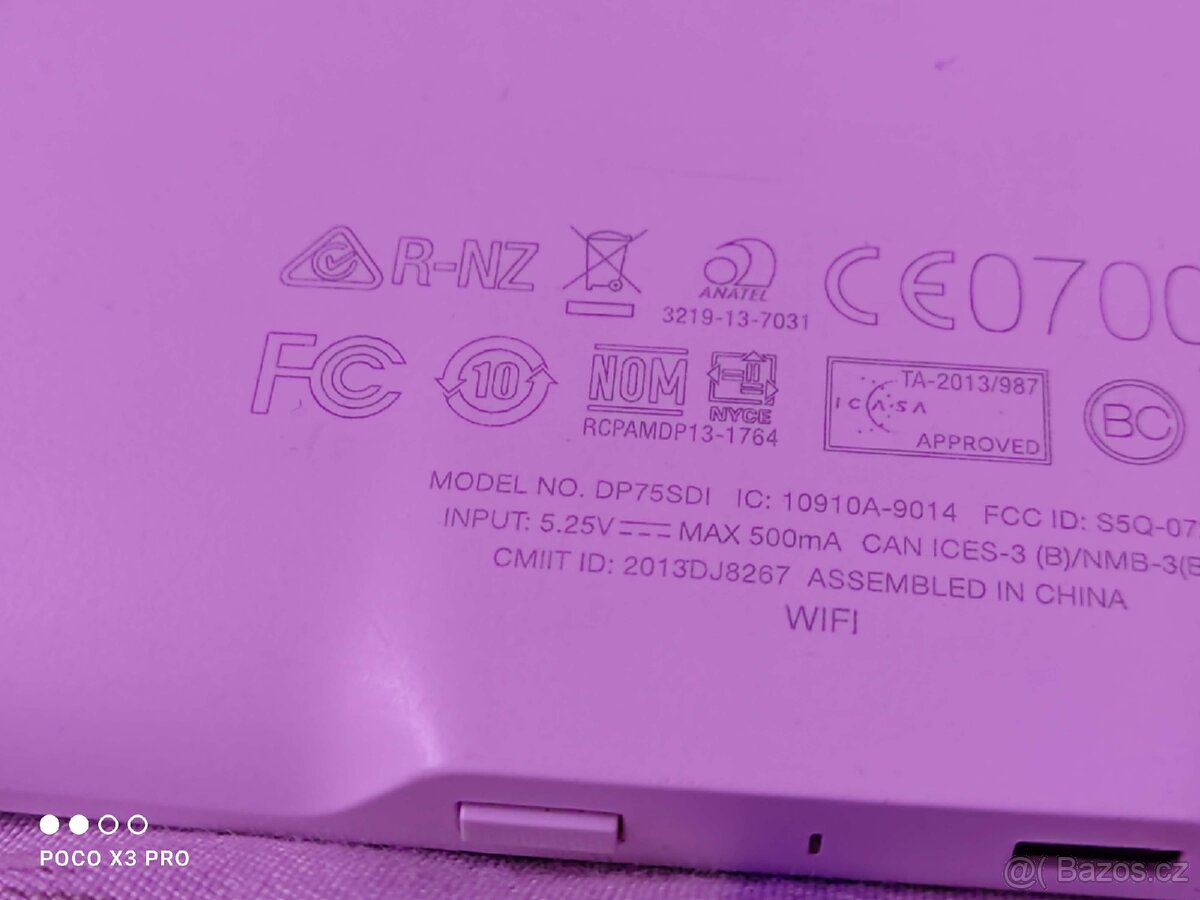 R-NZ
ANATEL
3219-13-7031
CE0700
FC
10
NOM
NYCE
RCPAMDP13-1764
TA-2013/987
ICASA
APPROVED
BC
MODEL NO. DP75SDI IC: 10910A-9014 FCC ID: S5Q-07
INPUT: 5.25V MAX 500mA CAN ICES-3 (B)/NMB-3(B
CMIIT ID: 2013DJ8267 ASSEMBLED IN CHINA
WIFI
POCO X3 PRO
@( Bazos.cz